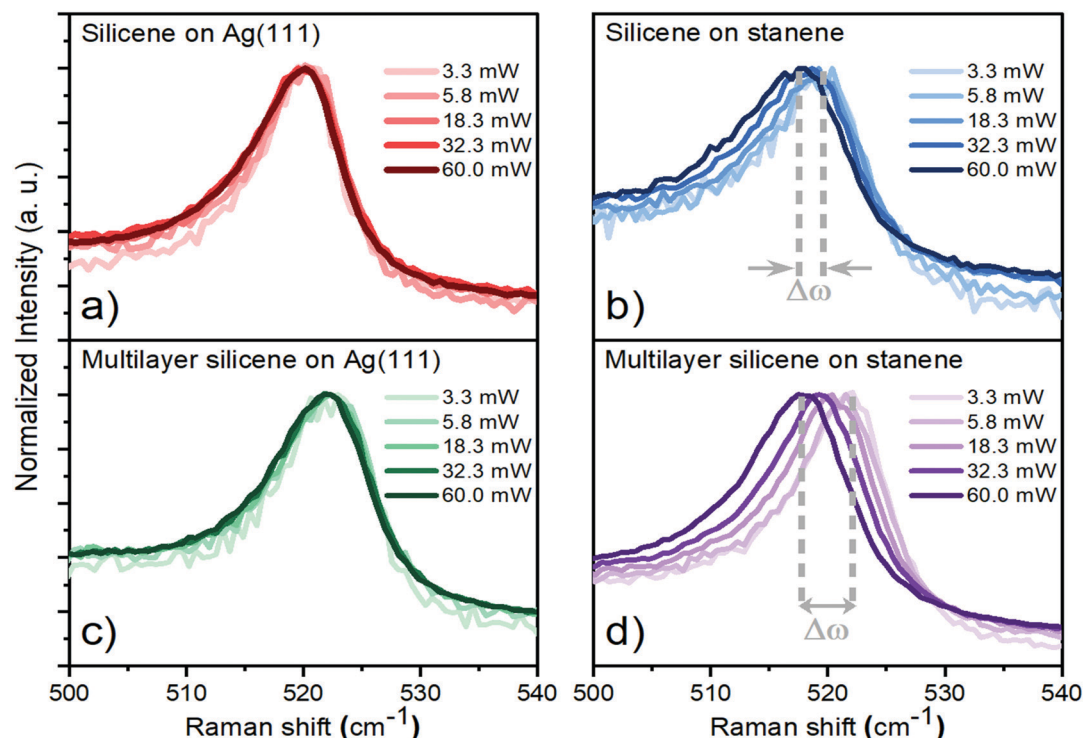 Normalized Intensity (a. u.)
Silicene on Ag(111)
3.3 mW
5.8 mW
18.3 mW
32.3 mW
60.0 mW
a)
Silicene on stanene
3.3 mW
5.8 mW
18.3 mW
32.3 mW
60.0 mW
Δω
b)
Multilayer silicene on Ag(111)
3.3 mW
5.8 mW
18.3 mW
32.3 mW
60.0 mW
c)
500 510 520 530 540
Raman shift (cm⁻¹)
Multilayer silicene on stanene
3.3 mW
5.8 mW
18.3 mW
32.3 mW
60.0 mW
Δω
d)
500 510 520 530 540
Raman shift (cm⁻¹)